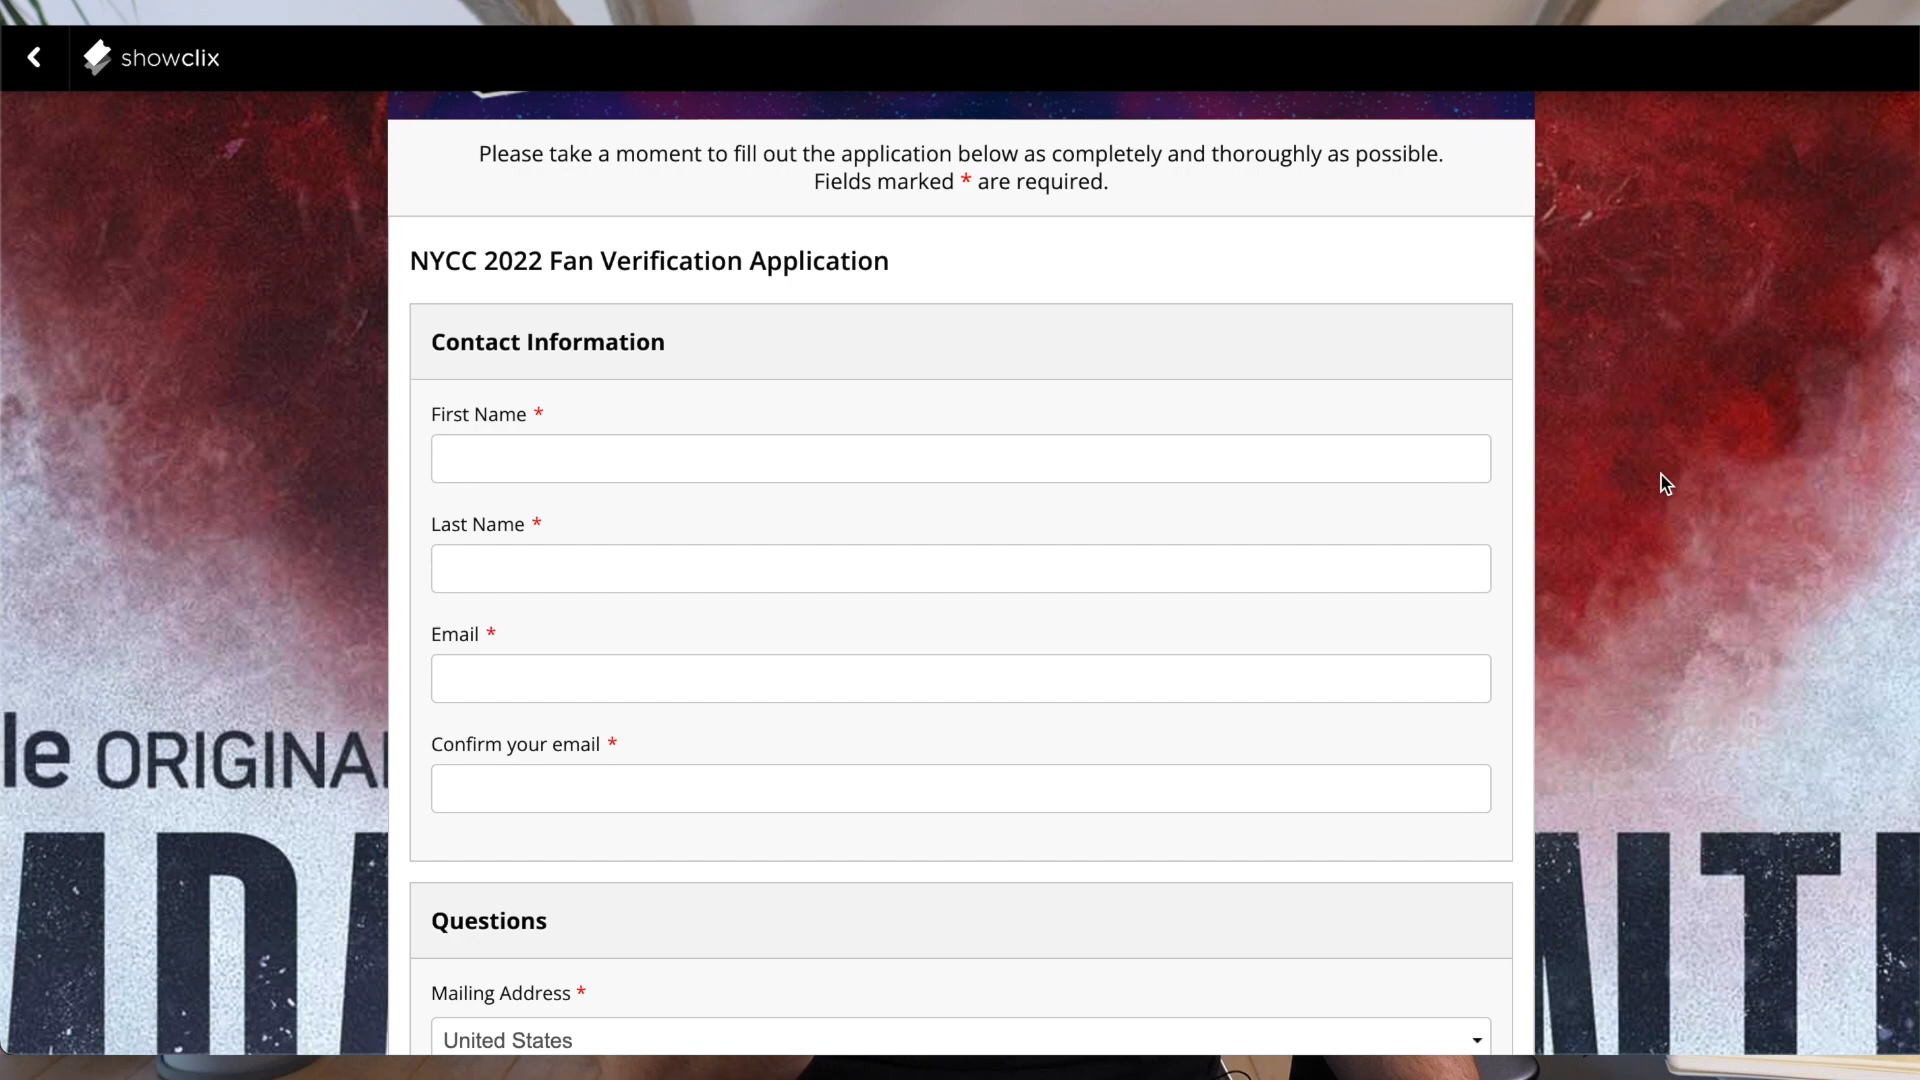 showclix
Please take a moment to fill out the application below as completely and thoroughly as possible.
Fields marked * are required.
NYCC 2022 Fan Verification Application
Contact Information
First Name *
Last Name *
Email *
Confirm your email *
le ORIGINA
Questions
Mailing Address *
United States